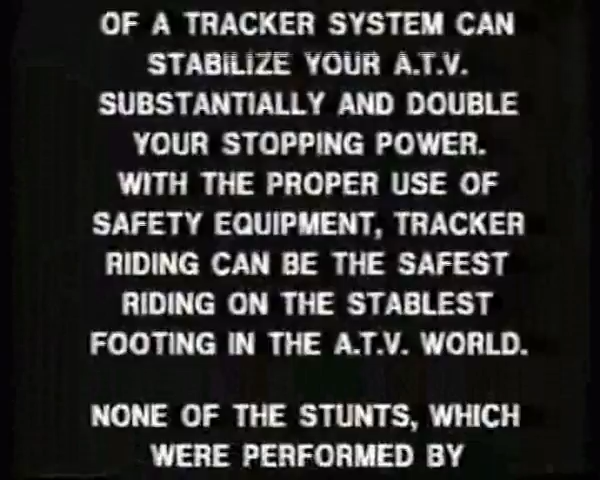 OF A TRACKER SYSTEM CAN
STABILIZE YOUR A.T.V.
SUBSTANTIALLY AND DOUBLE
YOUR STOPPING POWER.
WITH THE PROPER USE OF
SAFETY EQUIPMENT, TRACKER
RIDING CAN BE THE SAFEST
RIDING ON THE STABLEST
FOOTING IN THE A.T.V. WORLD.
NONE OF THE STUNTS, WHICH
WERE PERFORMED BY